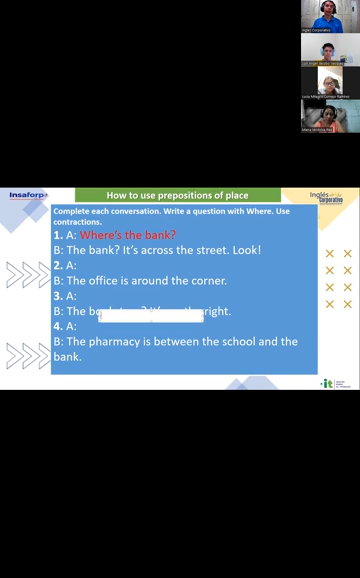 Inglés Corporativo
Insaforp
How to use prepositions of place
Inglés
Corporativo
Complete each conversation. Write a question with Where. Use
contractions.
1. A: Where's the bank?
B: The bank? It's across the street. Look!
2. A:
B: The office is around the corner.
3. A:
B: The right.
4. A:
B: The pharmacy is between the school and the
bank.
it